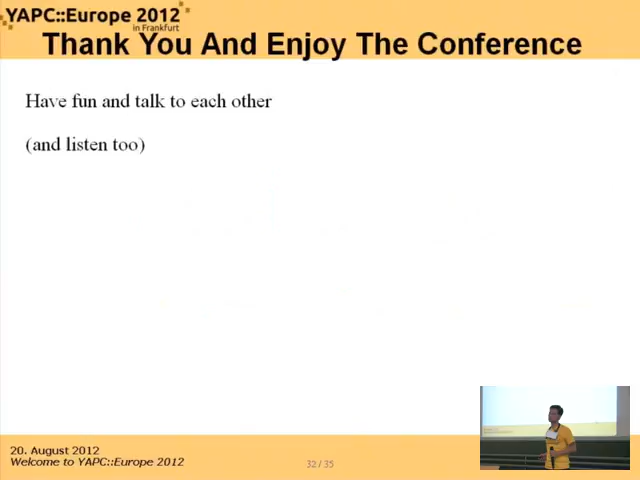 YAPC::Europe 2012
in Frankfurt
Thank You And Enjoy The Conference
Have fun and talk to each other
(and listen too)
20. August 2012
Welcome to YAPC::Europe 2012
32 / 35